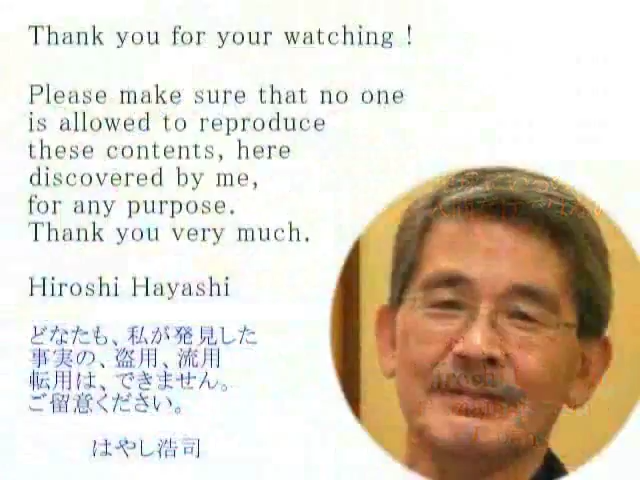 Thank you for your watching !
Please make sure that no one
is allowed to reproduce
these contents, here
discovered by me,
for any purpose.
Thank you very much.
Hiroshi Hayashi
どなたも、私が発見した
事実の、盗用、流用
転用は、できません。
ご留意ください。
はやし浩司